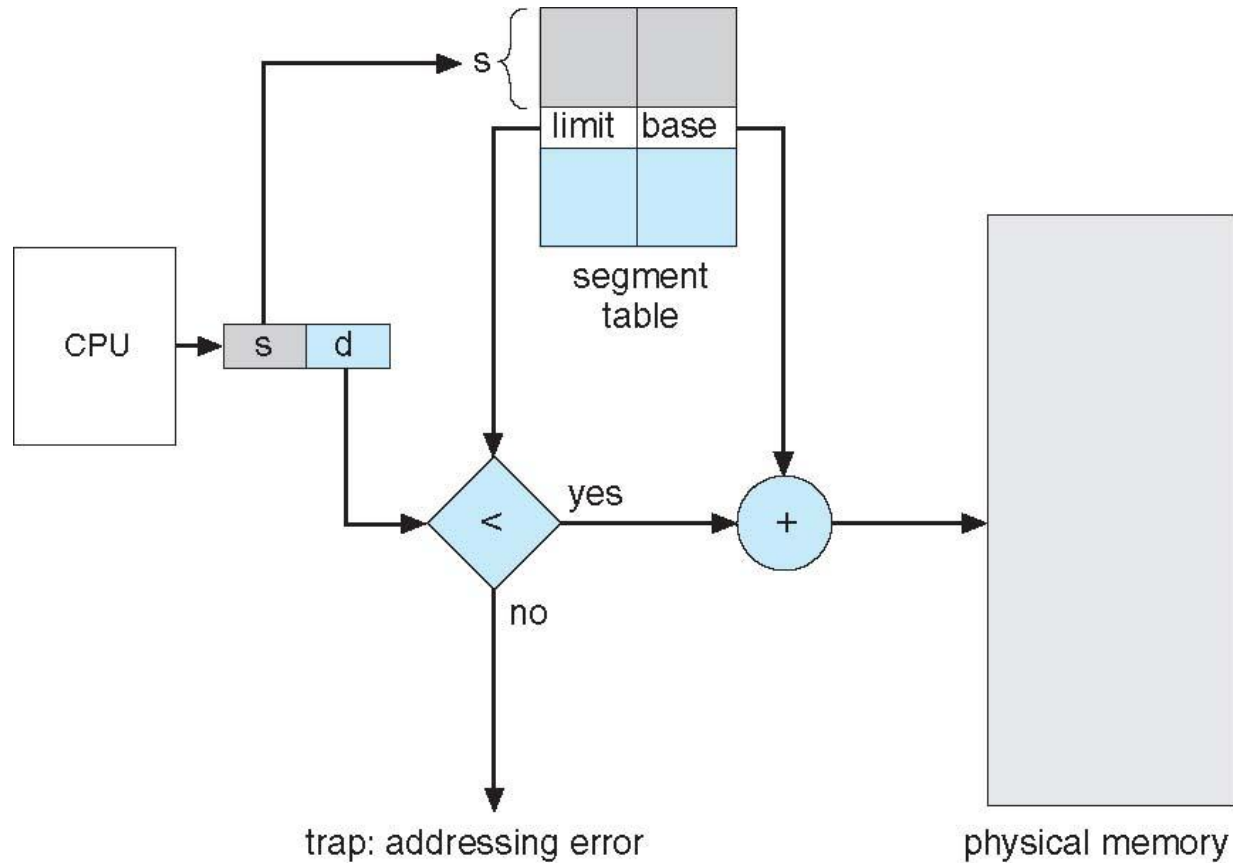 s
limit base
segment
table
CPU
s d
<
yes
+
no
trap: addressing error
physical memory